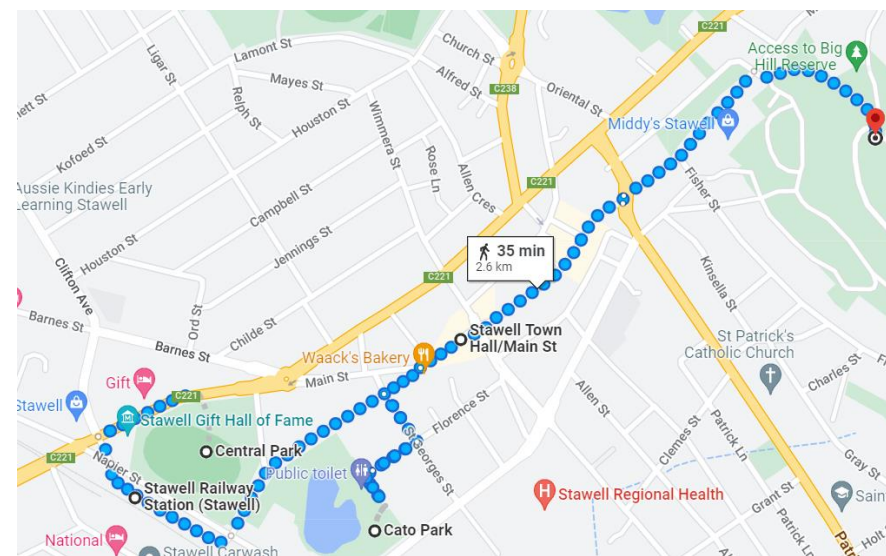 C221
Access to Big
Hill Reserve
Church St
Lamont St
Ligar St
Alfred St
Mayes St
C238
Oriental St
Relph St
Houston St
Wimmera St
Middy's Stawell
Kofoed St
Rose Ln
Allen Cres
Aussie Kindies Early
Learning Stawell
Campbell St
C221
Fisher St
Jennings St
35 min
2.6 km
Houston St
Clifton Ave
C221
Kinsella St
Ord St
Barnes St
Childe St
Stawell Town
Hall/Main St
St Patrick's
Catholic Church
Barnes St
Waack's Bakery
Main St
Charles St
Gift
C221
Allen St
Stawell
Stawell Gift Hall of Fame
Florence St
Patrick Ln
Clemes St
St Georges St
Central Park
C221
Napier St
Public toilet
Gray St
Stawell Railway
Station (Stawell)
Stawell Regional Health
Grant St
Sain
Cato Park
Patrick Ln
National
Stawell Carwash
Holt